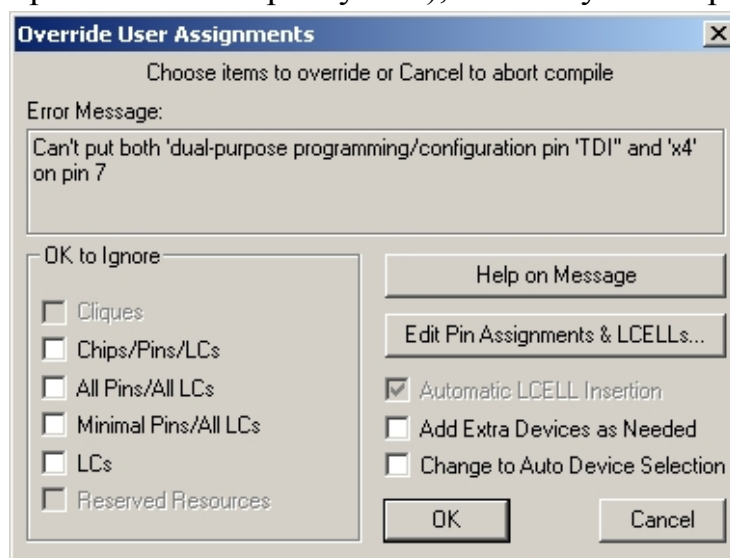 Override User Assignments
Choose items to override or Cancel to abort compile
Error Message:
Can't put both 'dual-purpose programming/configuration pin 'TDI'' and 'x4'
on pin 7
OK to Ignore
Cliques
Chips/Pins/LCs
All Pins/All LCs
Minimal Pins/All LCs
LCs
Reserved Resources
Help on Message
Edit Pin Assignments & LCELLs...
Automatic LCELL Insertion
Add Extra Devices as Needed
Change to Auto Device Selection
OK
Cancel